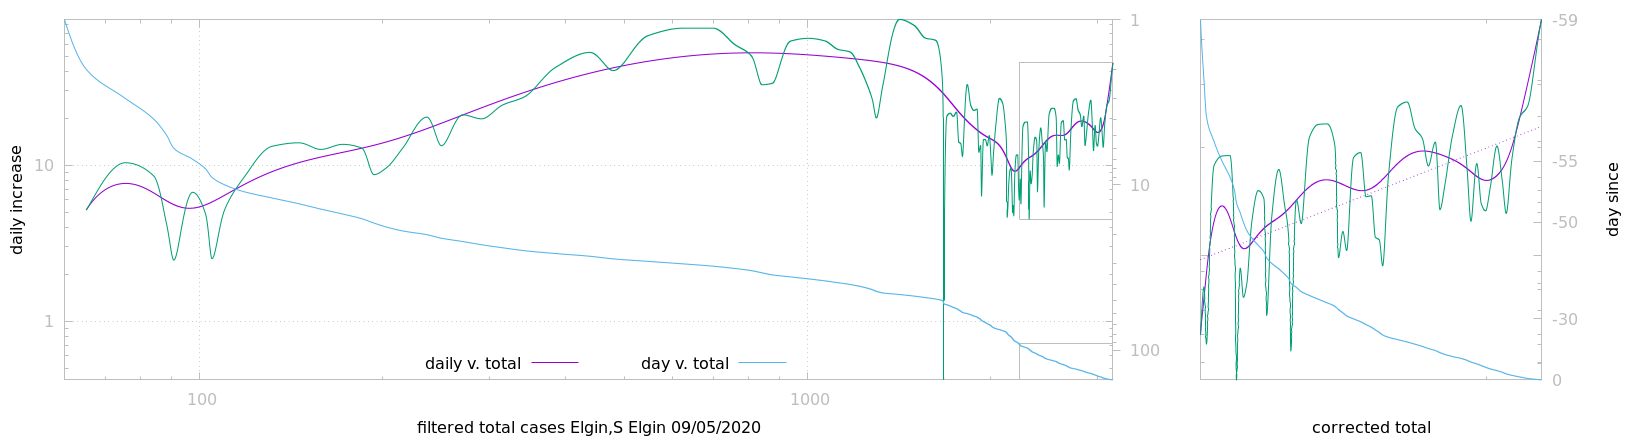 daily increase
10
1
100
1000
daily v. total
day v. total
filtered total cases Elgin,S Elgin 09/05/2020
1
10
100
-59
-55
-50
-30
0
day since
corrected total